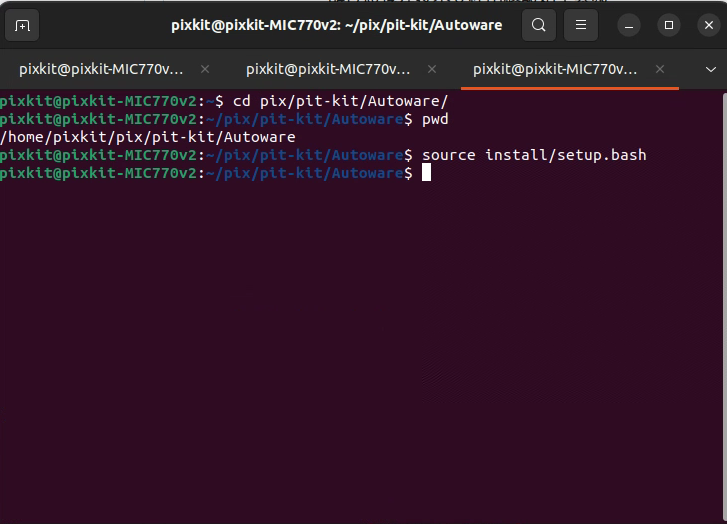 pixkit@pixkit-MIC770v2: ~/pix/pit-kit/Autoware
pixkit@pixkit-MIC770v... × pixkit@pixkit-MIC770v... × pixkit@pixkit-MIC770v... ×
pixkit@pixkit-MIC770v2:~$ cd pix/pit-kit/Autoware/
pixkit@pixkit-MIC770v2:~/pix/pit-kit/Autoware$ pwd
/home/pixkit/pix/pit-kit/Autoware
pixkit@pixkit-MIC770v2:~/pix/pit-kit/Autoware$ source install/setup.bash
pixkit@pixkit-MIC770v2:~/pix/pit-kit/Autoware$